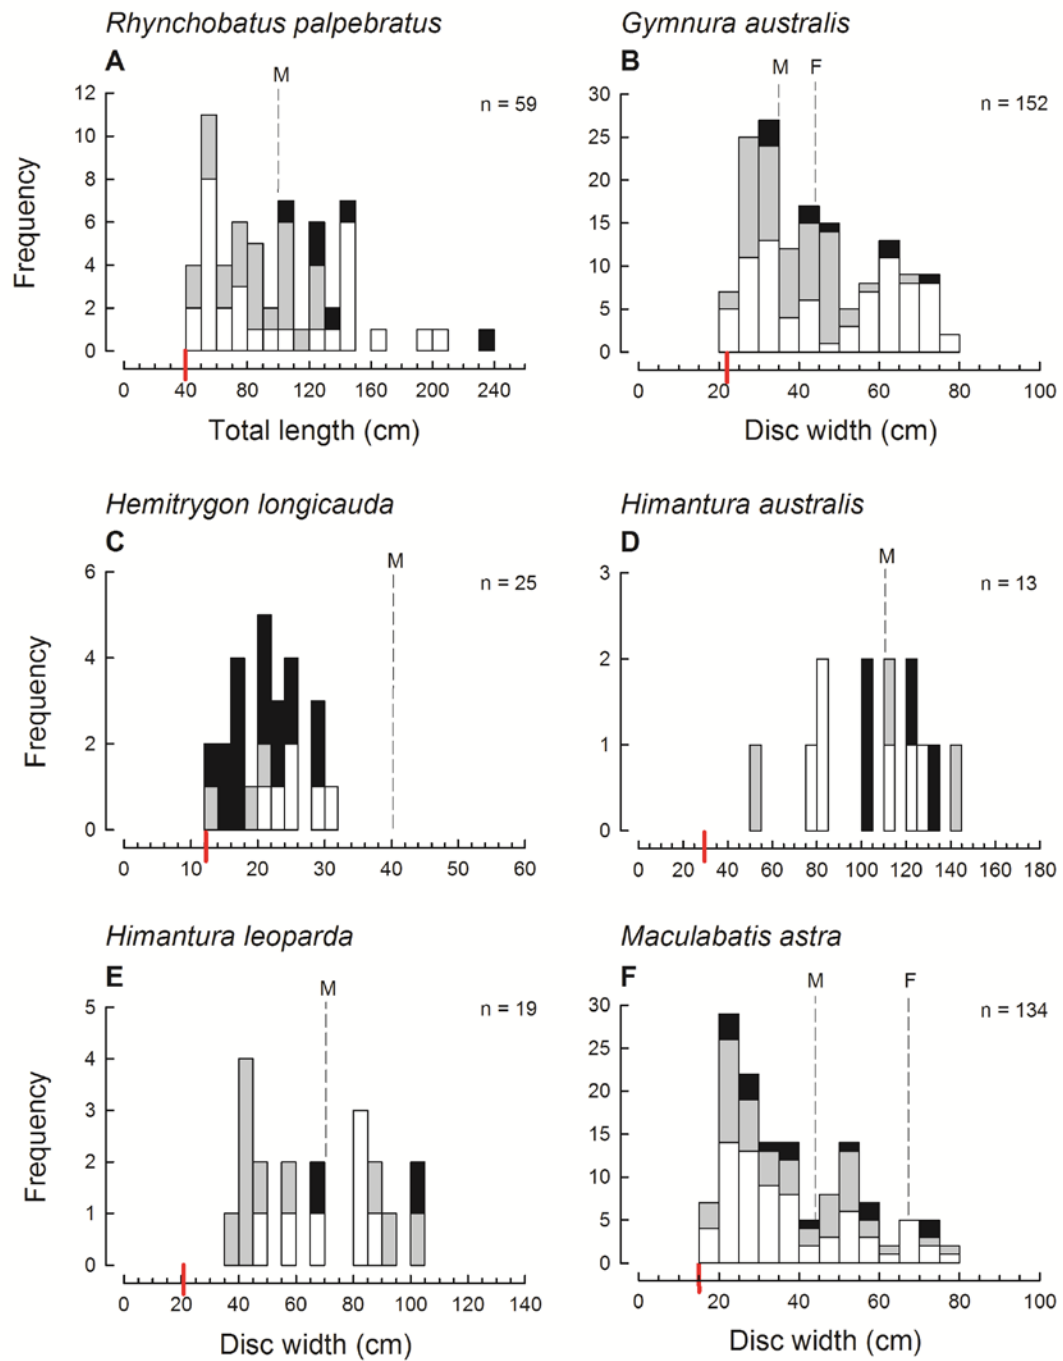 Rhynchobatus palpebratus
A
M
n = 59
Frequency
12
10
8
6
4
2
0
0 40 80 120 160 200 240
Total length (cm)
Gymnura australis
B
M F
n = 152
30
25
20
15
10
5
0
0 20 40 60 80 100
Disc width (cm)
Hemitrygon longicauda
C
M
n = 25
Frequency
6
4
2
0
0 10 20 30 40 50 60
Himantura australis
D
M
n = 13
3
2
1
0
0 20 40 60 80 100 120 140 160 180
Himantura leoparda
E
M
n = 19
Frequency
5
4
3
2
1
0
0 20 40 60 80 100 120 140
Disc width (cm)
Maculabatis astra
F
M F
n = 134
30
25
20
15
10
5
0
0 20 40 60 80 100
Disc width (cm)